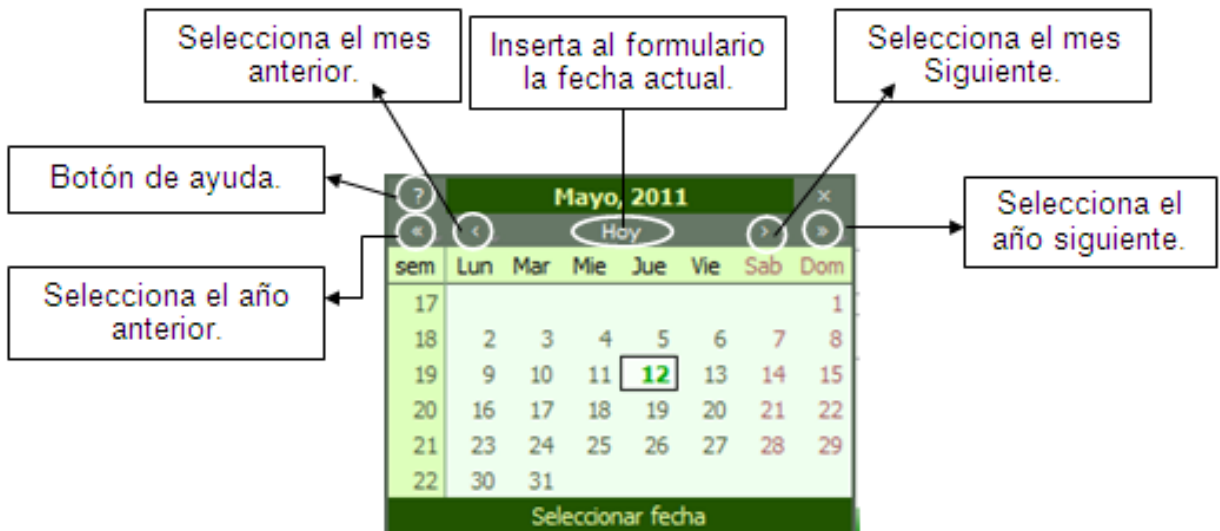 Selecciona el mes
anterior.
Inserta al formulario
la fecha actual.
Selecciona el mes
Siguiente.
Botón de ayuda.
Selecciona el año
anterior.
Selecciona el
año siguiente.
? Mayo, 2011 ×
« ‹ Hoy › »
sem Lun Mar Mie Jue Vie Sab Dom
17 1
18 2 3 4 5 6 7 8
19 9 10 11 12 13 14 15
20 16 17 18 19 20 21 22
21 23 24 25 26 27 28 29
22 30 31
Seleccionar fecha